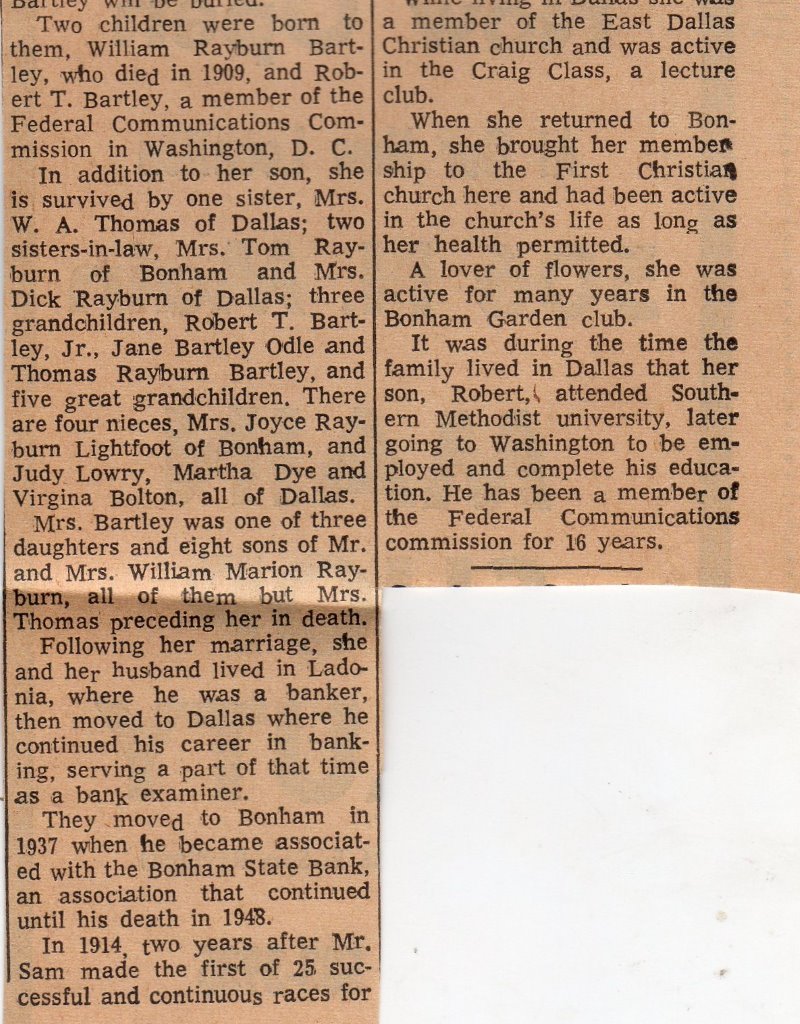 Bartley will be buried.
Two children were born to
them, William Rayburn Bart-
ley, who died in 1909, and Rob-
ert T. Bartley, a member of the
Federal Communications Com-
mission in Washington, D. C.
In addition to her son, she
is survived by one sister, Mrs.
W. A. Thomas of Dallas; two
sisters-in-law, Mrs. Tom Ray-
burn of Bonham and Mrs.
Dick Rayburn of Dallas; three
grandchildren, Robert T. Bart-
ley, Jr., Jane Bartley Odle and
Thomas Rayburn Bartley, and
five great grandchildren. There
are four nieces, Mrs. Joyce Ray-
burn Lightfoot of Bonham, and
Judy Lowry, Martha Dye and
Virgina Bolton, all of Dallas.
Mrs. Bartley was one of three
daughters and eight sons of Mr.
and Mrs. William Marion Ray-
burn, all of them but Mrs.
Thomas preceding her in death.
Following her marriage, she
and her husband lived in Lado-
nia, where he was a banker,
then moved to Dallas where he
continued his career in bank-
ing, serving a part of that time
as a bank examiner.
They moved to Bonham in
1937 when he became associat-
ed with the Bonham State Bank,
an association that continued
until his death in 1948.
In 1914, two years after Mr.
Sam made the first of 25 suc-
cessful and continuous races for
While living in Dallas she was
a member of the East Dallas
Christian church and was active
in the Craig Class, a lecture
club.
When she returned to Bon-
ham, she brought her member
ship to the First Christian
church here and had been active
in the church's life as long as
her health permitted.
A lover of flowers, she was
active for many years in the
Bonham Garden club.
It was during the time the
family lived in Dallas that her
son, Robert, attended South-
ern Methodist university, later
going to Washington to be em-
ployed and complete his educa-
tion. He has been a member of
the Federal Communications
commission for 16 years.